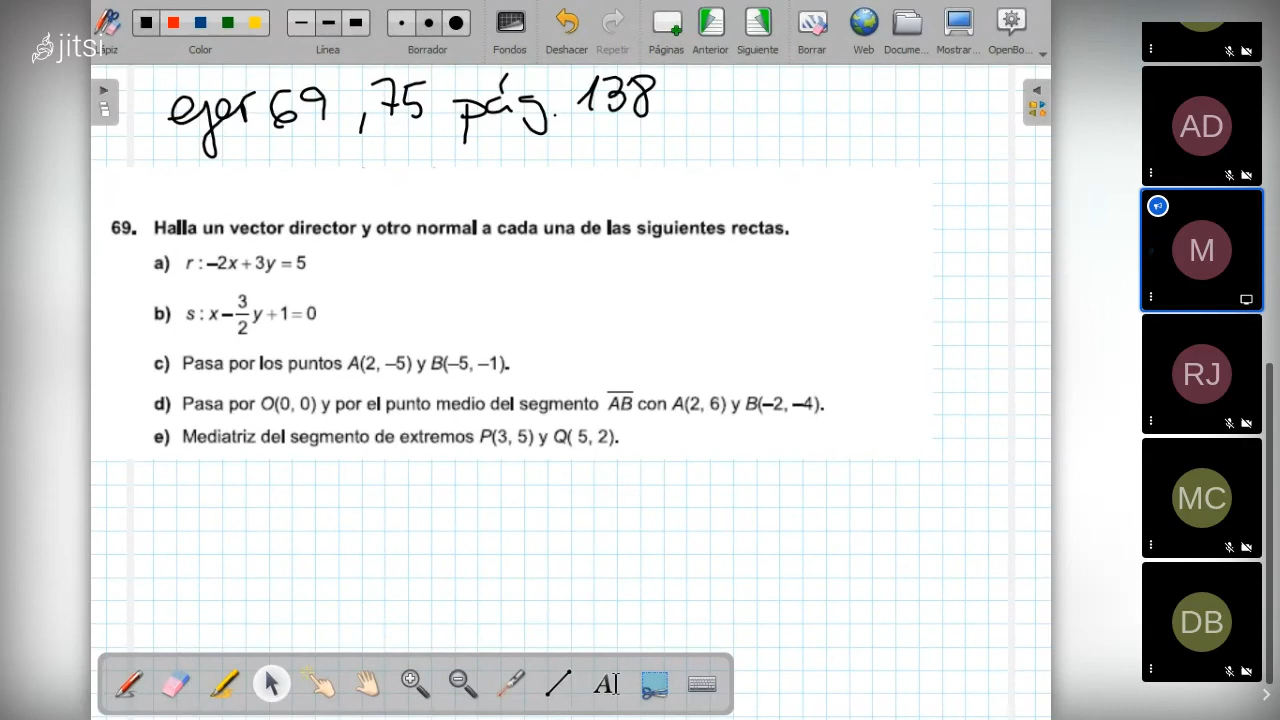 jitsi
Lápiz Color Línea Borrador Fondos Deshacer Repetir Páginas Anterior Siguiente Borrar Web Docume... Mostrar... OpenBo...
ejer 69 , 75 pág. 138
69. Halla un vector director y otro normal a cada una de las siguientes rectas.
a) r : –2x + 3y = 5
b) s : x – 3/2 y + 1 = 0
c) Pasa por los puntos A(2, –5) y B(–5, –1).
d) Pasa por O(0, 0) y por el punto medio del segmento AB con A(2, 6) y B(–2, –4).
e) Mediatriz del segmento de extremos P(3, 5) y Q( 5, 2).
AD
M
RJ
MC
DB